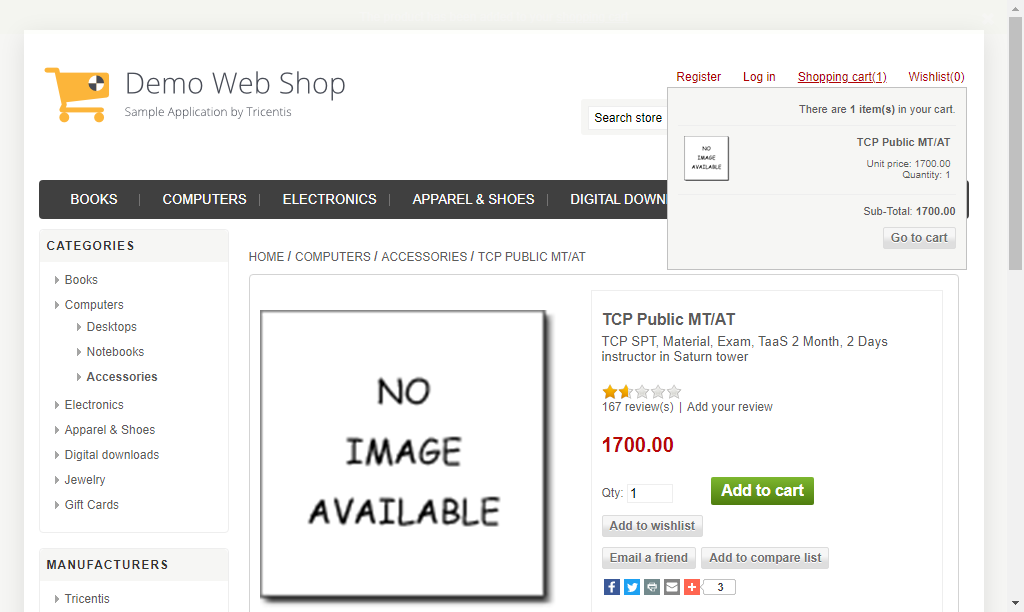 Demo Web Shop
Sample Application by Tricentis
Register
Log in
Shopping cart(1)
Wishlist(0)
Search store
There are 1 item(s) in your cart.
NO
IMAGE
AVAILABLE
TCP Public MT/AT
Unit price: 1700.00
Quantity: 1
Sub-Total: 1700.00
Go to cart
BOOKS
COMPUTERS
ELECTRONICS
APPAREL & SHOES
DIGITAL DOWN
CATEGORIES
Books
Computers
Desktops
Notebooks
Accessories
Electronics
Apparel & Shoes
Digital downloads
Jewelry
Gift Cards
MANUFACTURERS
Tricentis
HOME / COMPUTERS / ACCESSORIES / TCP PUBLIC MT/AT
NO
IMAGE
AVAILABLE
TCP Public MT/AT
TCP SPT, Material, Exam, TaaS 2 Month, 2 Days
instructor in Saturn tower
167 review(s) | Add your review
1700.00
Qty: 1
Add to cart
Add to wishlist
Email a friend
Add to compare list
3